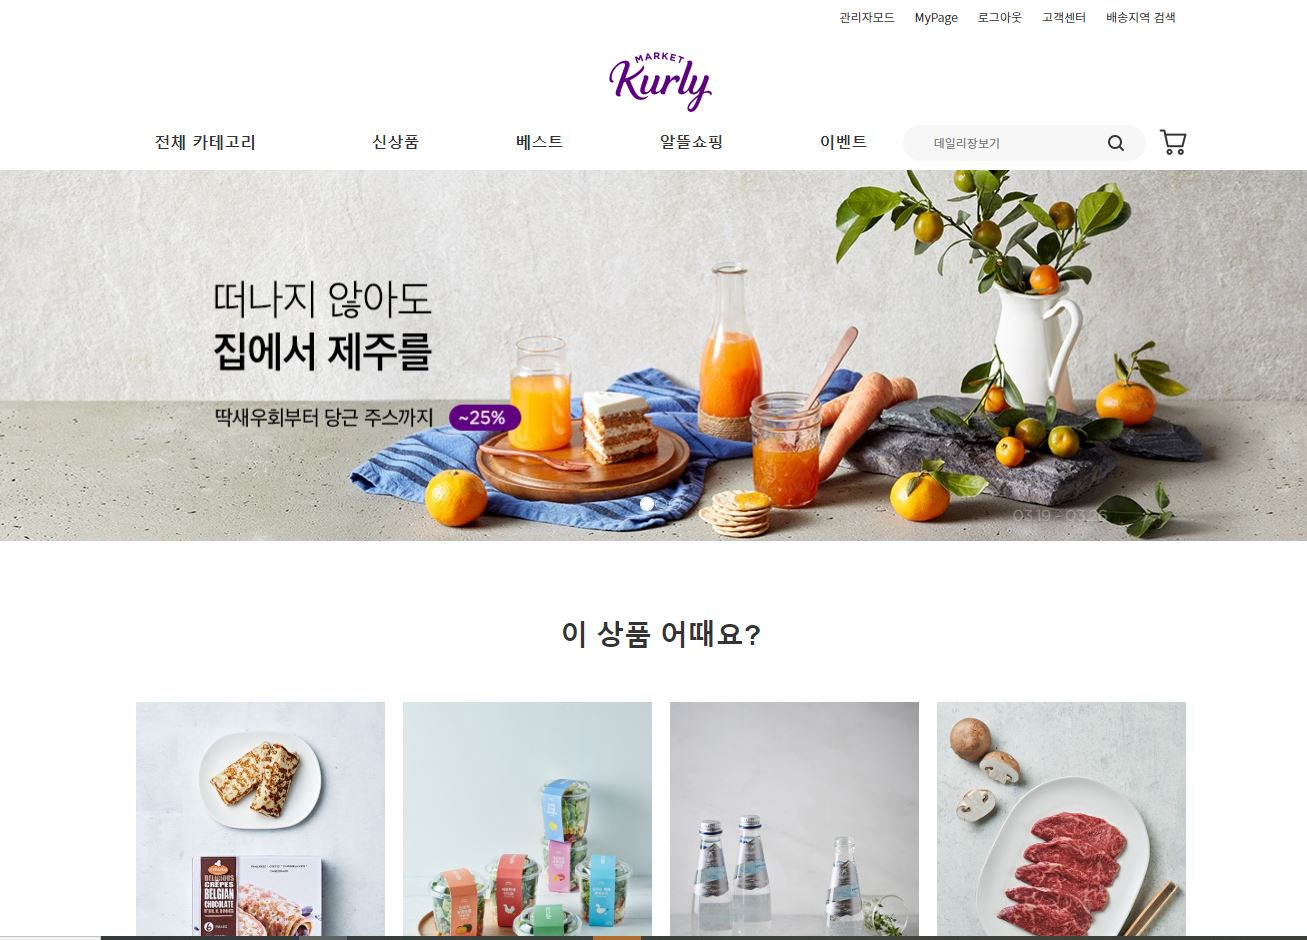 관리자모드 MyPage 로그아웃 고객센터 배송지역 검색
MARKET
Kurly
전체 카테고리 신상품 베스트 알뜰쇼핑 이벤트 데일리장보기
떠나지 않아도
집에서 제주를
딱새우회부터 당근 주스까지 ~25%
이 상품 어때요?
DELICIOUS
CRÊPES
BELGIAN
CHOCOLATE
6